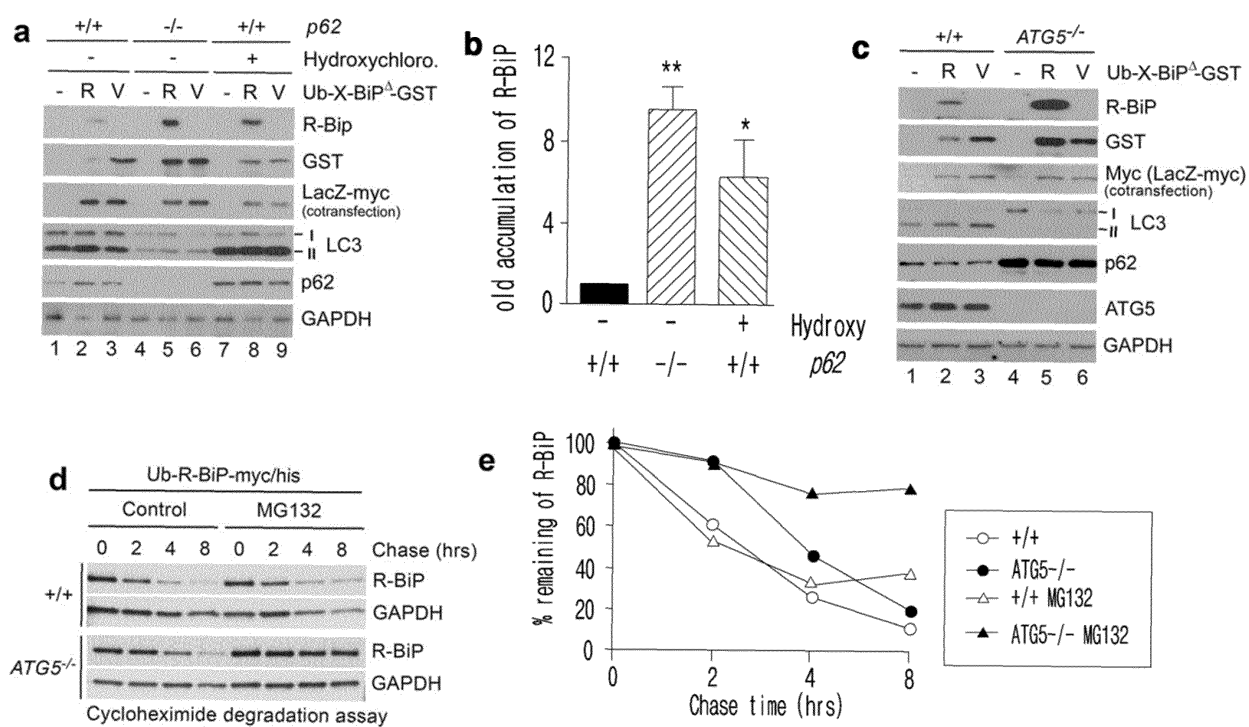 a
+/+ -/- +/+ p62
- - + Hydroxychloro.
- R V - R V - R V Ub-X-BiPΔ-GST
R-Bip
GST
LacZ-myc
(cotransfection)
I
LC3
II
p62
GAPDH
1 2 3 4 5 6 7 8 9
b
old accumulation of R-BiP
12
8
4
0
**
*
- - + Hydroxy
+/+ -/- +/+ p62
c
+/+ ATG5-/-
- R V - R V Ub-X-BiPΔ-GST
R-BiP
GST
Myc (LacZ-myc)
(cotransfection)
I
LC3
II
p62
ATG5
GAPDH
1 2 3 4 5 6
d
Ub-R-BiP-myc/his
Control MG132
0 2 4 8 0 2 4 8 Chase (hrs)
+/+
R-BiP
GAPDH
ATG5-/-
R-BiP
GAPDH
Cycloheximide degradation assay
e
% remaining of R-BiP
100
80
60
40
20
0
0 2 4 8
Chase time (hrs)
+/+
ATG5-/-
+/+ MG132
ATG5-/- MG132